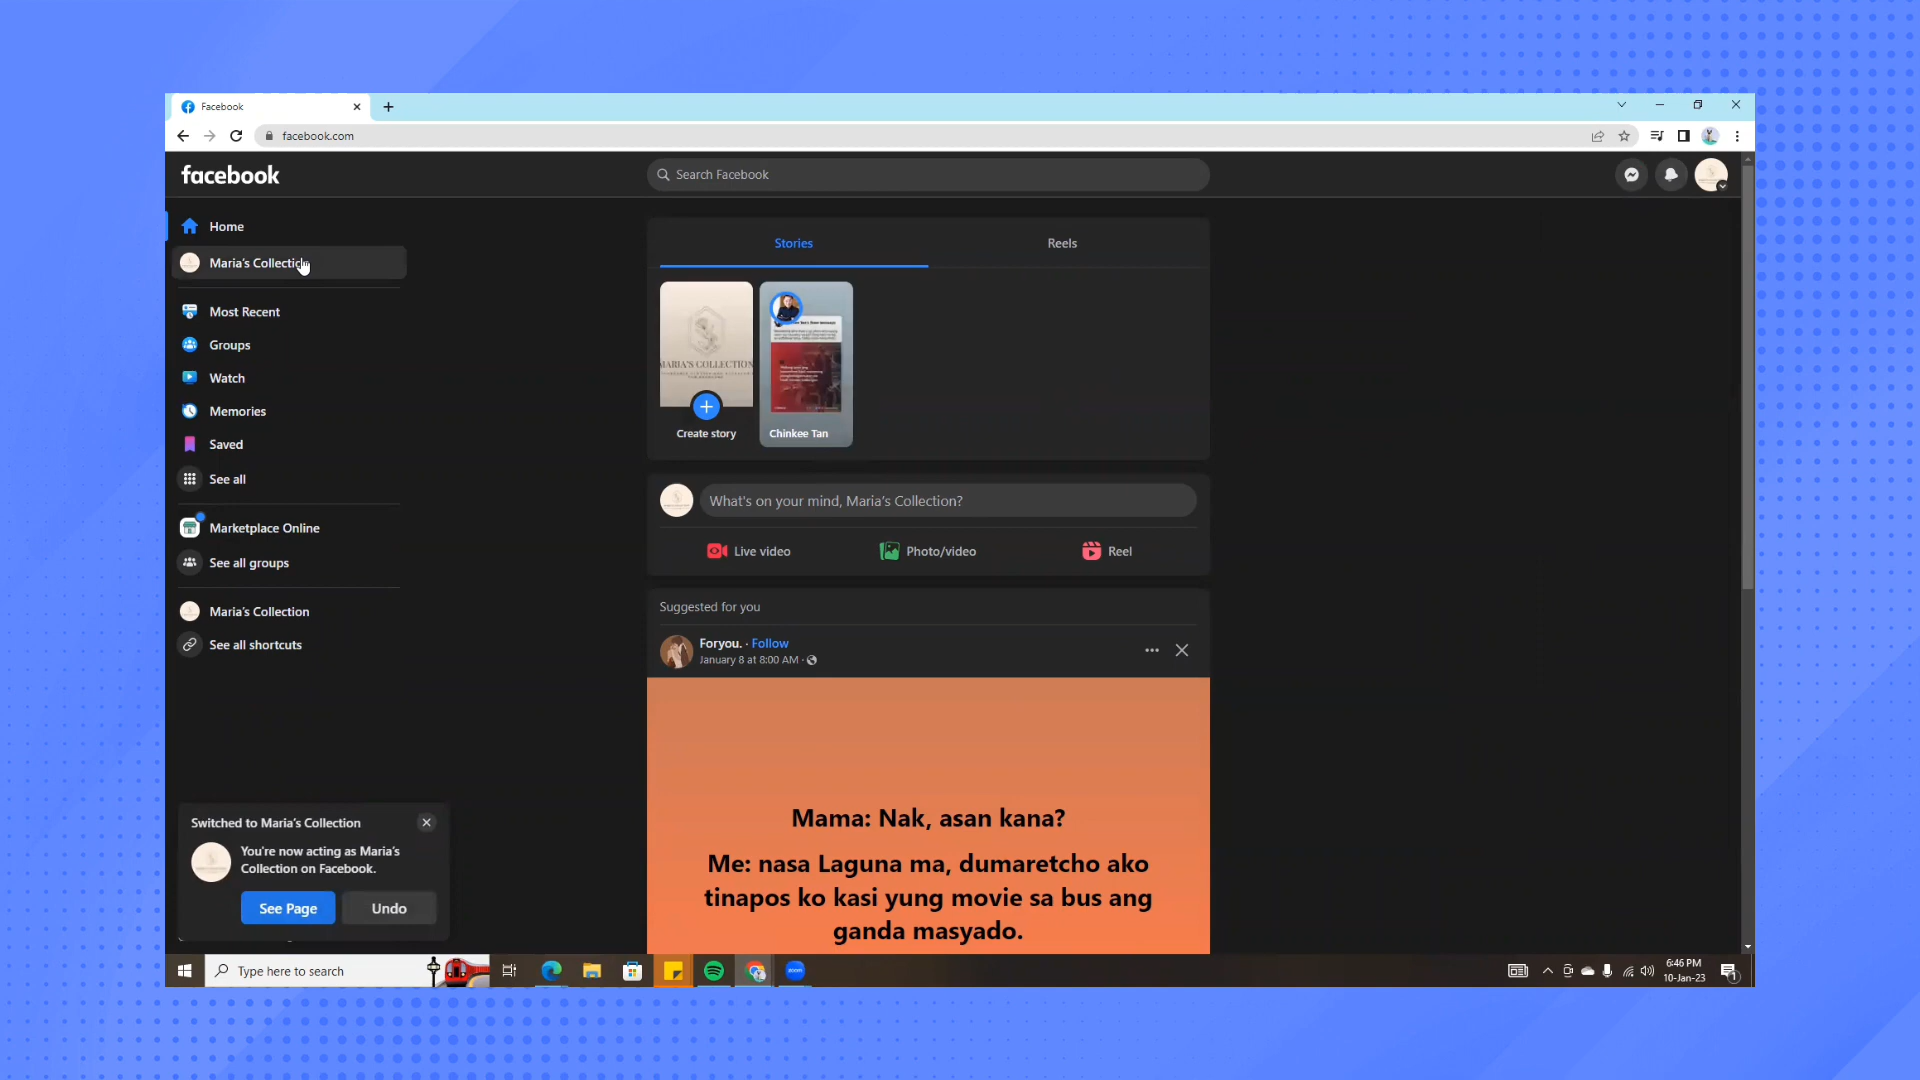 Facebook
facebook.com
facebook
Search Facebook
Home
Maria's Collection
Most Recent
Groups
Watch
Memories
Saved
See all
Marketplace Online
See all groups
Maria's Collection
See all shortcuts
Stories
Reels
MARIA'S COLLECTION
Create story
Chinkee Tan
What's on your mind, Maria's Collection?
Live video
Photo/video
Reel
Suggested for you
Foryou. · Follow
January 8 at 8:00 AM ·
Mama: Nak, asan kana?
Me: nasa Laguna ma, dumaretcho ako
tinapos ko kasi yung movie sa bus ang
ganda masyado.
Switched to Maria's Collection
You're now acting as Maria's
Collection on Facebook.
See Page
Undo
Type here to search
zoom
6:46 PM
10-Jan-23
1